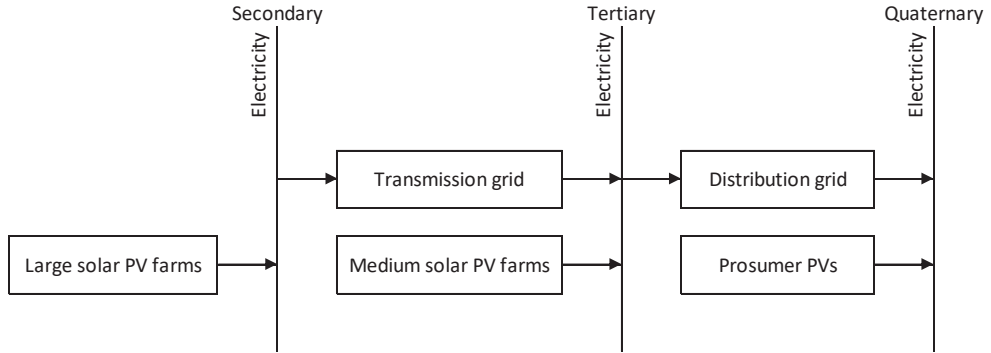 Secondary
Tertiary
Quaternary
Electricity
Electricity
Electricity
Transmission grid
Distribution grid
Large solar PV farms
Medium solar PV farms
Prosumer PVs